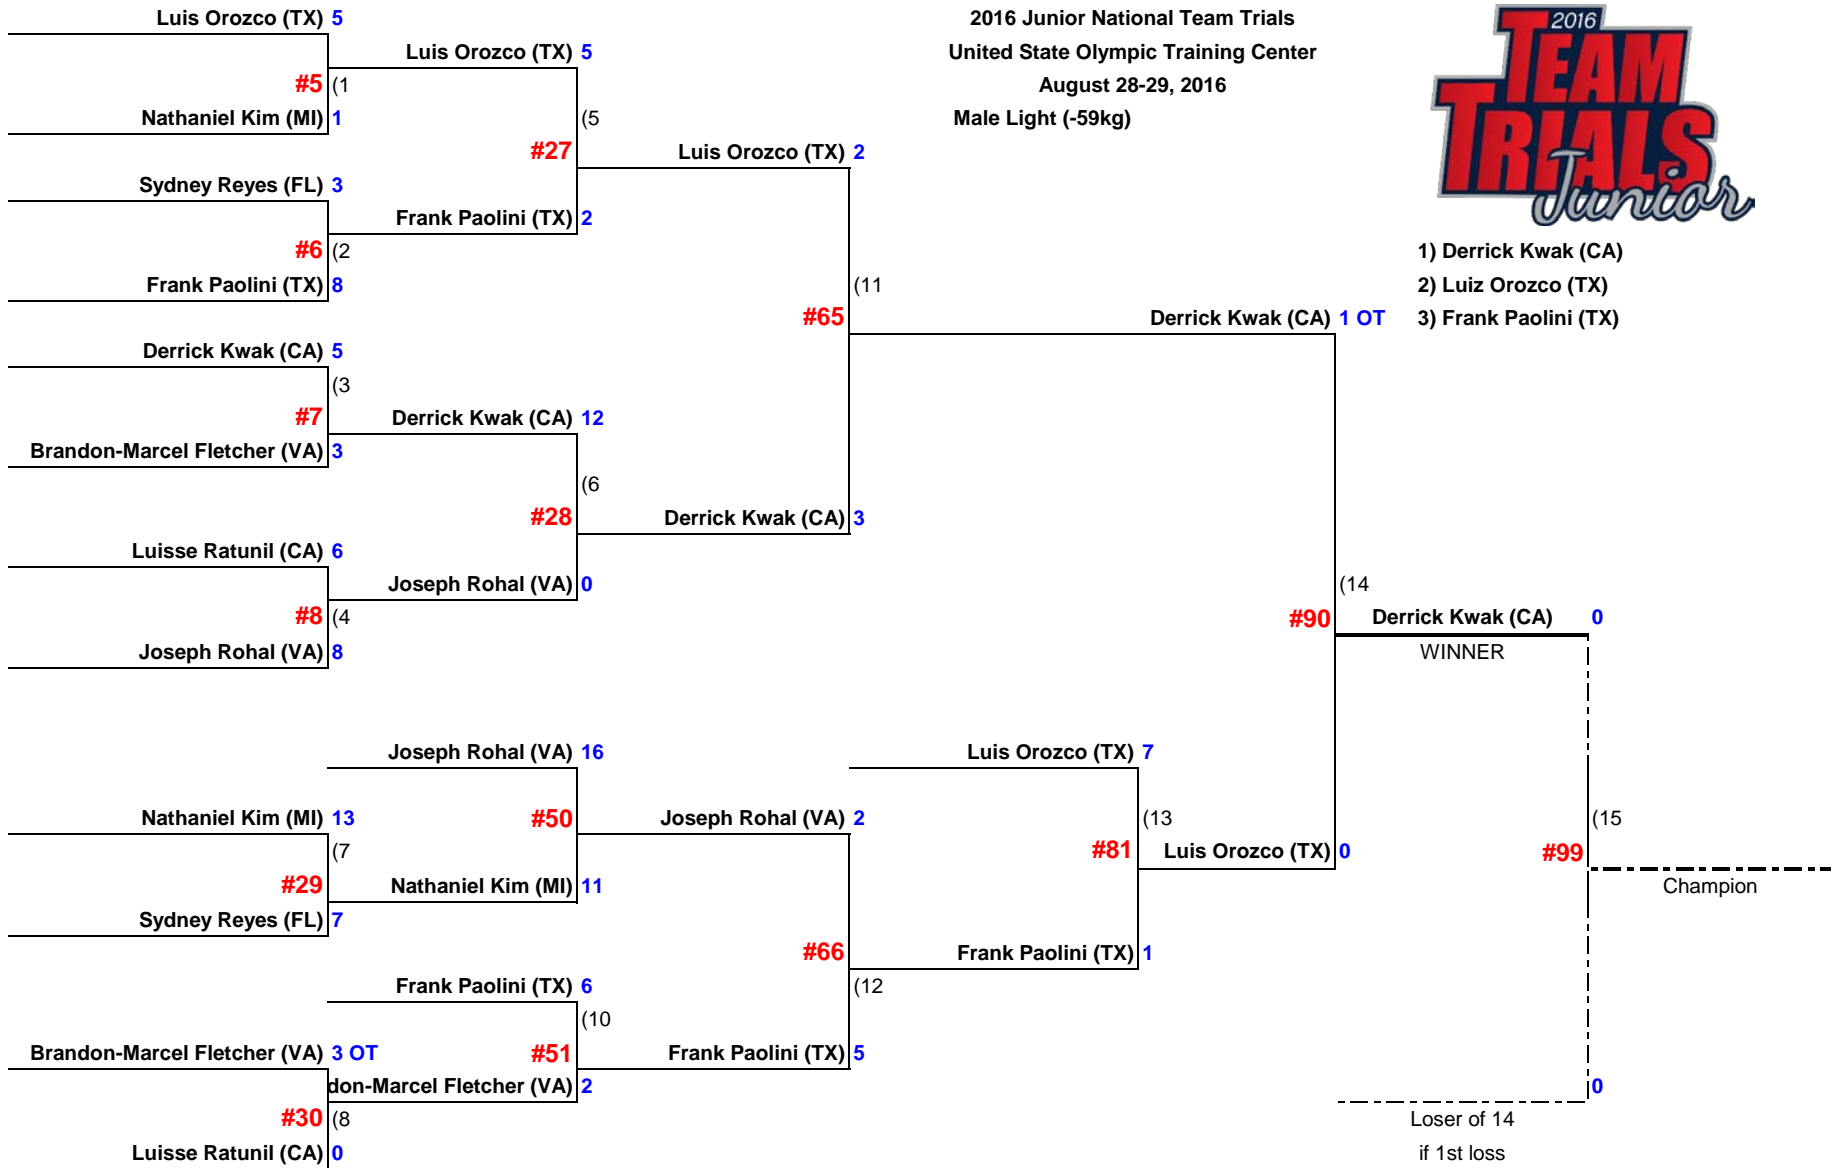 Luis Orozco (TX) 5
2016 Junior National Team Trials
2016
TEAM
TRIALS
Junior
Luis Orozco (TX) 5
United State Olympic Training Center
#5 (1
August 28-29, 2016
Nathaniel Kim (MI) 1
(5
Male Light (-59kg)
#27
Luis Orozco (TX) 2
Sydney Reyes (FL) 3
Frank Paolini (TX) 2
#6 (2
1) Derrick Kwak (CA)
Frank Paolini (TX) 8
(11
2) Luiz Orozco (TX)
#65
Derrick Kwak (CA) 1 OT
3) Frank Paolini (TX)
Derrick Kwak (CA) 5
(3
#7
Derrick Kwak (CA) 12
Brandon-Marcel Fletcher (VA) 3
(6
#28
Derrick Kwak (CA) 3
Luisse Ratunil (CA) 6
Joseph Rohal (VA) 0
(14
#8 (4
#90
Derrick Kwak (CA) 0
Joseph Rohal (VA) 8
WINNER
Joseph Rohal (VA) 16
Luis Orozco (TX) 7
Nathaniel Kim (MI) 13
#50
Joseph Rohal (VA) 2
(13
(15
(7
#81
Luis Orozco (TX) 0
#99
#29
Nathaniel Kim (MI) 11
Champion
Sydney Reyes (FL) 7
#66
Frank Paolini (TX) 1
Frank Paolini (TX) 6
(12
(10
Brandon-Marcel Fletcher (VA) 3 OT
#51
Frank Paolini (TX) 5
don-Marcel Fletcher (VA) 2
0
#30 (8
Loser of 14
Luisse Ratunil (CA) 0
if 1st loss